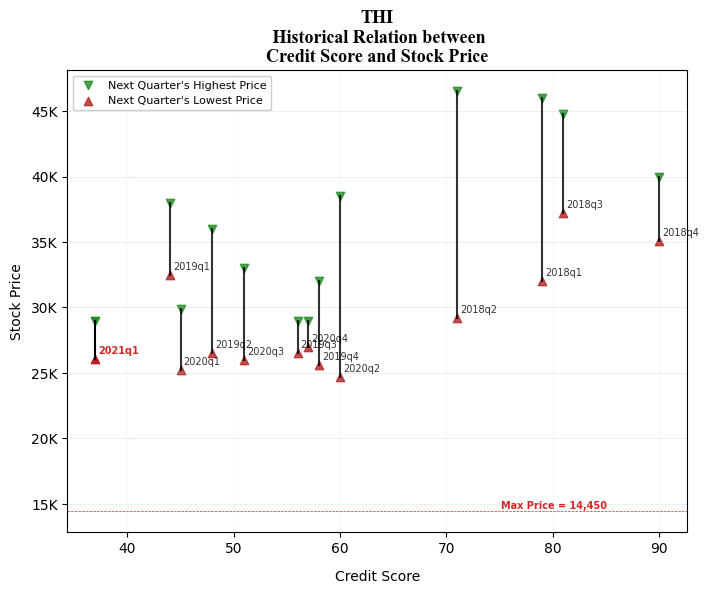 THI
Historical Relation between
Credit Score and Stock Price
Next Quarter's Highest Price
Next Quarter's Lowest Price
45K
40K
35K
30K
25K
20K
15K
Stock Price
2018q3
2018q4
2019q1
2018q1
2018q2
2019q2
2020q4
2019q3
2021q1
2020q3
2019q4
2020q1
2020q2
Max Price = 14,450
40
50
60
70
80
90
Credit Score